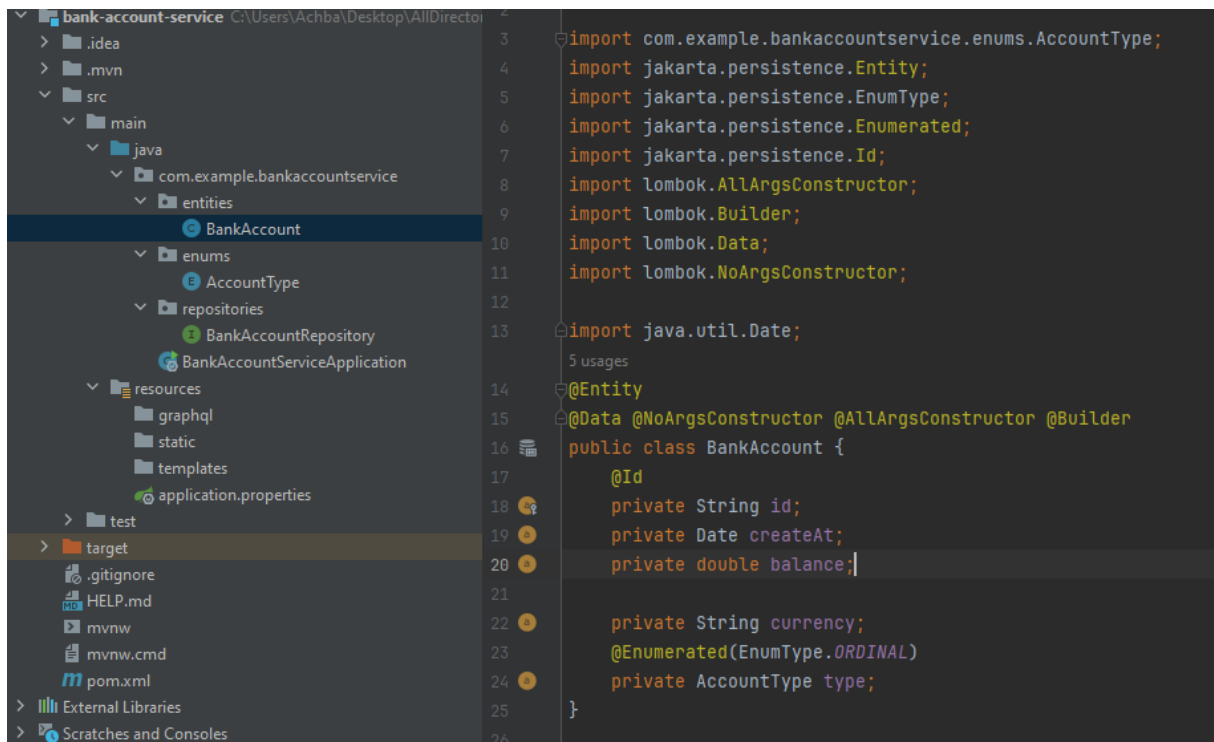 bank-account-service C:\Users\Achba\Desktop\AllDirectoi
.idea
.mvn
src
main
java
com.example.bankaccountservice
entities
BankAccount
enums
AccountType
repositories
BankAccountRepository
BankAccountServiceApplication
resources
graphql
static
templates
application.properties
test
target
.gitignore
HELP.md
mvnw
mvnw.cmd
pom.xml
External Libraries
Scratches and Consoles
2
3 import com.example.bankaccountservice.enums.AccountType;
4 import jakarta.persistence.Entity;
5 import jakarta.persistence.EnumType;
6 import jakarta.persistence.Enumerated;
7 import jakarta.persistence.Id;
8 import lombok.AllArgsConstructor;
9 import lombok.Builder;
10 import lombok.Data;
11 import lombok.NoArgsConstructor;
12
13 import java.util.Date;
5 usages
14 @Entity
15 @Data @NoArgsConstructor @AllArgsConstructor @Builder
16 public class BankAccount {
17 @Id
18 private String id;
19 private Date createAt;
20 private double balance;
21
22 private String currency;
23 @Enumerated(EnumType.ORDINAL)
24 private AccountType type;
25 }
26